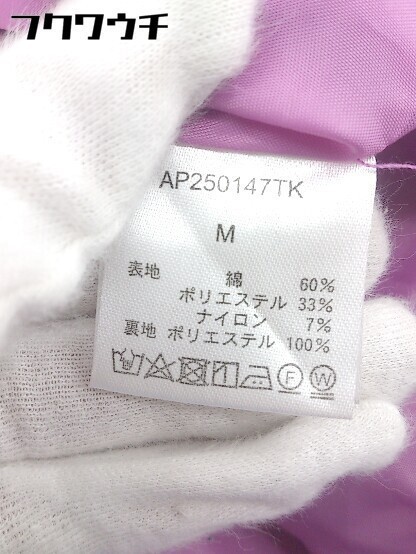 フクワウチ
AP250147TK
M
表地 綿 60%
ポリエステル 33%
ナイロン 7%
裏地 ポリエステル 100%
F W